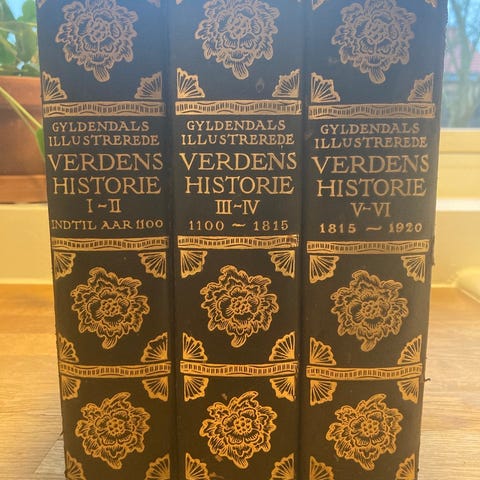 GYLDENDALS
ILLUSTREREDE
VERDENS
HISTORIE
I~II
INDTIL AAR 1100
GYLDENDALS
ILLUSTREREDE
VERDENS
HISTORIE
III~IV
1100 ~ 1815
GYLDENDALS
ILLUSTREREDE
VERDENS
HISTORIE
V~VI
1815 ~ 1920